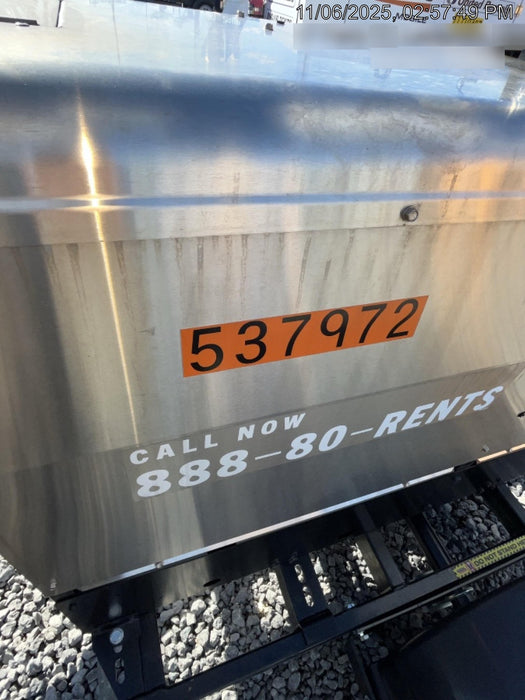 11/06/2025, 02:57:49 PM
537972
CALL NOW
888-80-RENTS